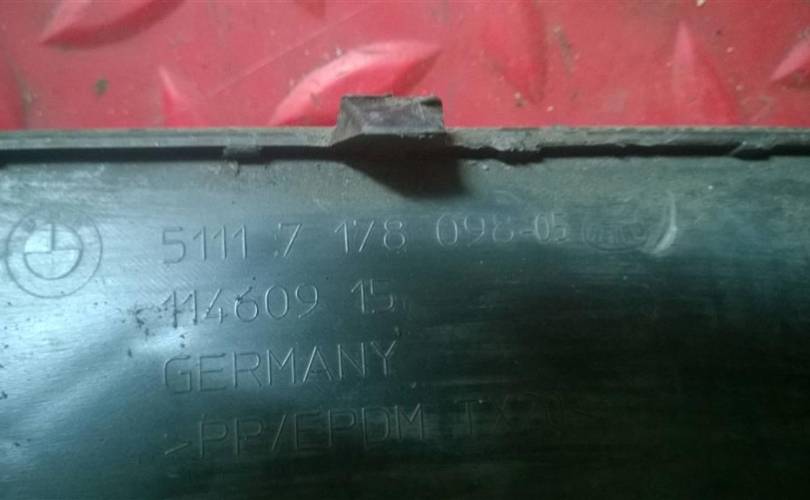 5111 7 178 098-05
114609 15
GERMANY
>PP/EPDM